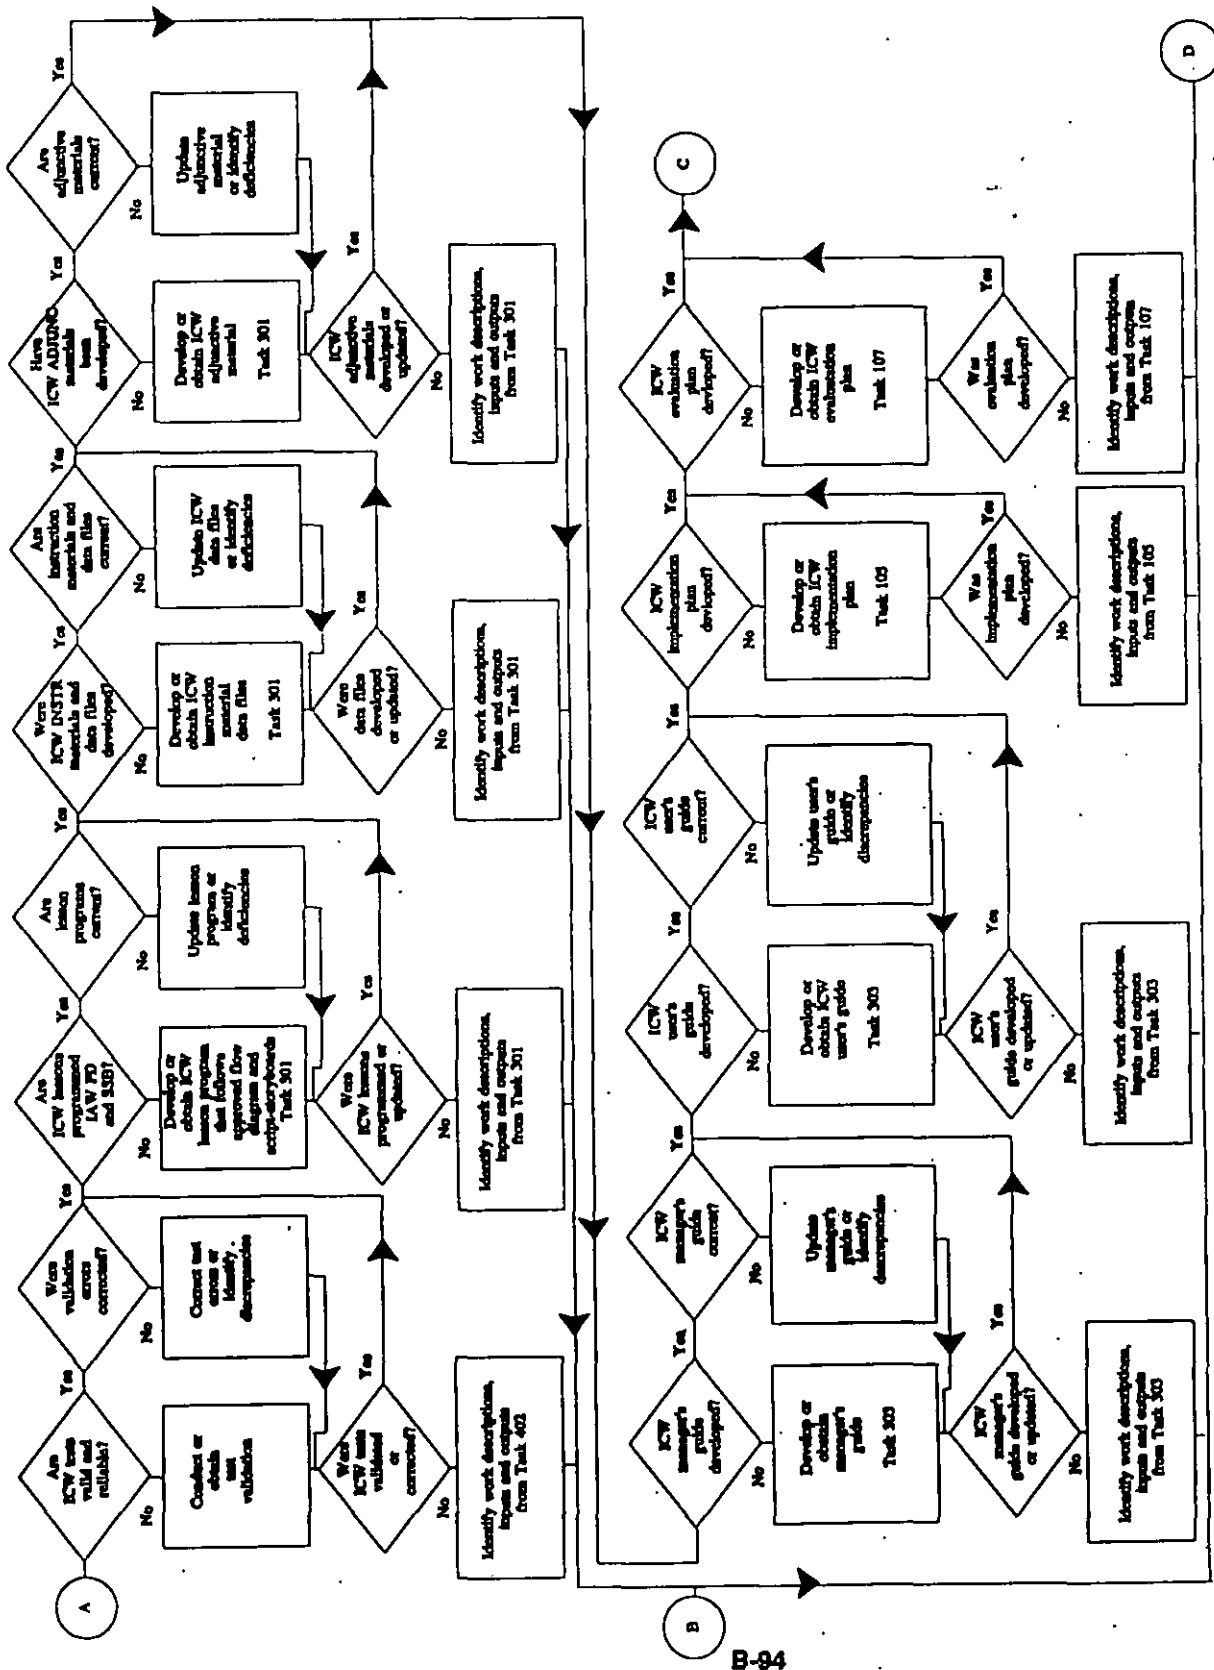 A
Are
ICW tests
valid and
reliable?
Yes
No
Conduct or
obtain
test
validation
Were
validation
errors
corrected?
Yes
No
Correct test
errors or
identify
discrepancies
Were
ICW tests
validated
or
corrected?
Yes
No
Identify work descriptions,
inputs and outputs
from Task 402
Are
ICW lessons
programmed
IAW FD
and SSB?
Yes
No
Develop or
obtain ICW
lesson program
that follows
approved flow
diagram and
script-storyboards
Task 301
Are
lesson
programs
current?
Yes
No
Update lesson
program or
identify
deficiencies
Were
ICW lessons
programmed or
updated?
Yes
No
Identify work descriptions,
inputs and outputs
from Task 301
Were
ICW INSTR
materials and
data files
developed?
Yes
No
Develop or
obtain ICW
instruction
material
data files
Task 301
Are
instruction
materials and
data files
current?
Yes
No
Update ICW
data files
or identify
deficiencies
Were
data files
developed
or updated?
Yes
No
Identify work descriptions,
inputs and outputs
from Task 301
Have
ICW ADJUNC
materials
been
developed?
Yes
No
Develop or
obtain ICW
adjunctive
material
Task 301
Are
adjunctive
materials
current?
Yes
No
Update
adjunctive
material
or identify
deficiencies
ICW
adjunctive
materials
developed or
updated?
Yes
No
Identify work descriptions,
inputs and outputs
from Task 301
B
ICW
manager's
guide
developed?
Yes
No
Develop or
obtain
manager's
guide
Task 303
ICW
manager's
guide
current?
Yes
No
Update
manager's
guide or
identify
discrepancies
ICW
manager's
guide developed
or updated?
Yes
No
Identify work descriptions,
inputs and outputs
from Task 303
ICW
user's
guide
developed?
Yes
No
Develop or
obtain ICW
user's guide
Task 303
ICW
user's
guide
current?
Yes
No
Update user's
guide or
identify
discrepancies
ICW
user's
guide developed
or updated?
Yes
No
Identify work descriptions,
inputs and outputs
from Task 303
ICW
implementation
plan
devloped?
Yes
No
Develop or
obtain ICW
implementation
plan
Task 105
Was
implementation
plan
developed?
Yes
No
Identify work descriptions,
inputs and outputs
from Task 105
ICW
evaluation
plan
devloped?
Yes
No
Develop or
obtain ICW
evaluatation
plan
Task 107
Was
evaluation
plan
developed?
Yes
No
Identify work descriptions,
inputs and outputs
from Task 107
C
D
B-94